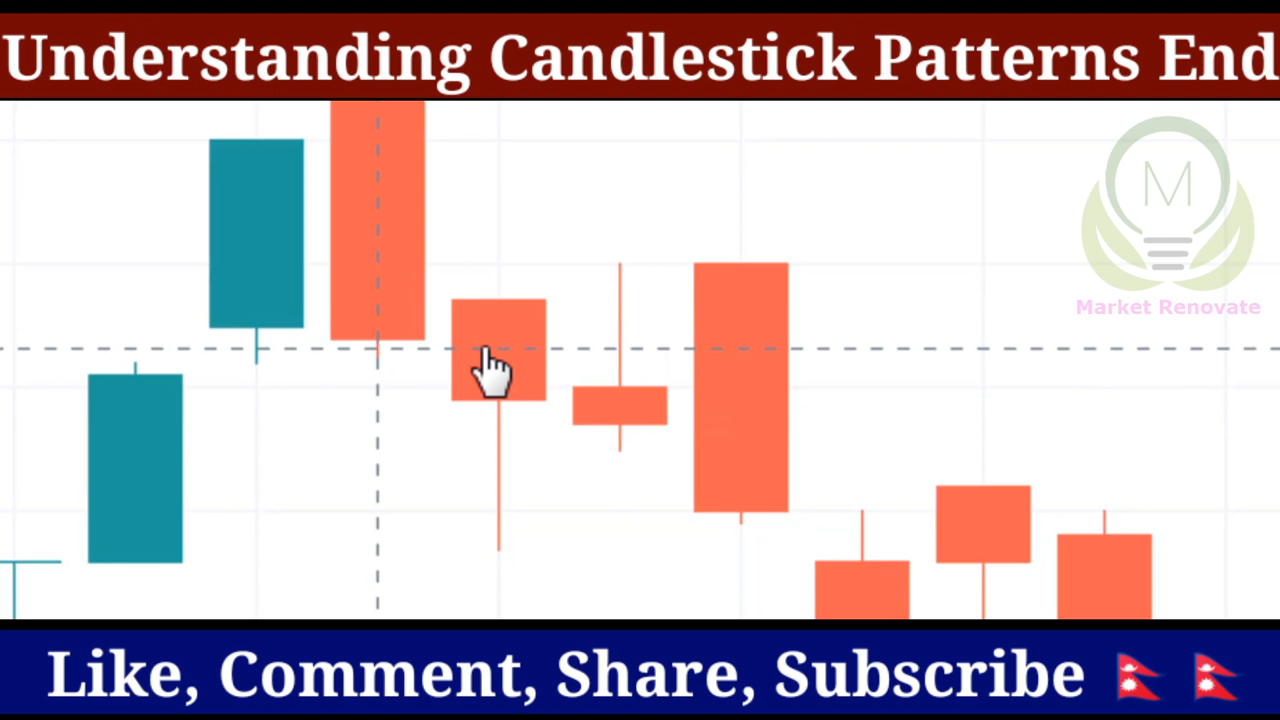 Understanding Candlestick Patterns End
M
Market Renovate
Like, Comment, Share, Subscribe 🇳🇵 🇳🇵